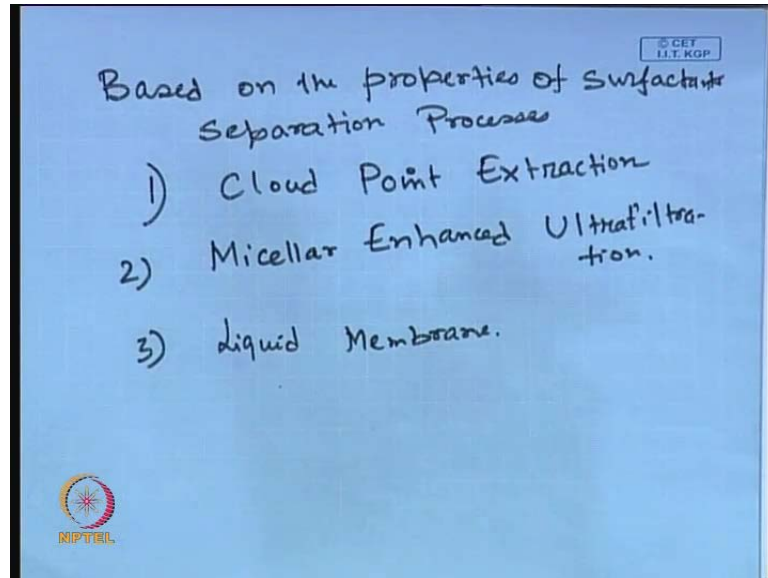 © CET
I.I.T. KGP
Based on the properties of Surfactants
Separation Processes
1) Cloud Point Extraction
2) Micellar Enhanced Ultrafiltra-
tion.
3) Liquid Membrane.
NPTEL